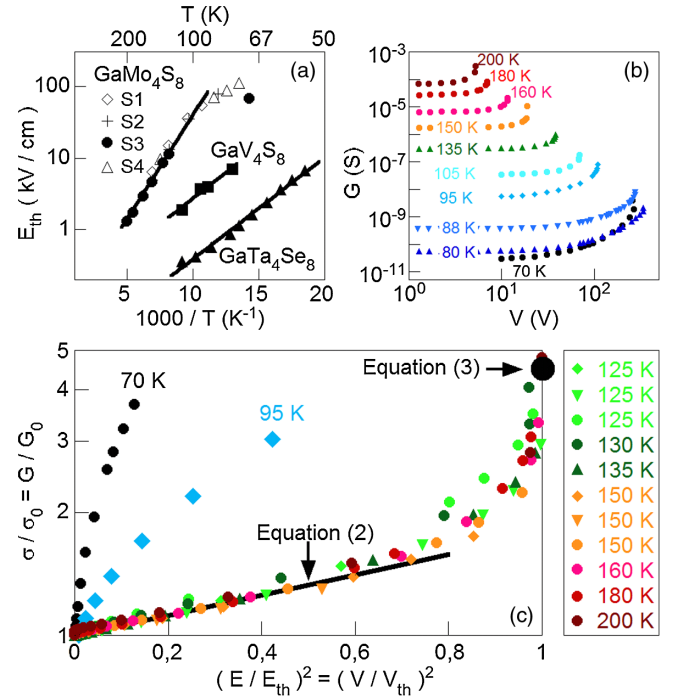 T (K)
200 100 67 50
GaMo4S8
(a)
S1
S2
S3
S4
GaV4S8
GaTa4Se8
100
10
1
Eth ( kV / cm )
5 10 15 20
1000 / T (K-1)
10-3
10-5
10-7
10-9
10-11
G (S)
(b)
200 K
180 K
160 K
150 K
135 K
105 K
95 K
88 K
80 K
70 K
100 101 102
V (V)
5
4
3
2
1
σ / σ0 = G / G0
70 K
95 K
Equation (3)
Equation (2)
(c)
0 0,2 0,4 0,6 0,8 1
( E / Eth )2 = ( V / Vth )2
125 K
125 K
125 K
130 K
135 K
150 K
150 K
150 K
160 K
180 K
200 K